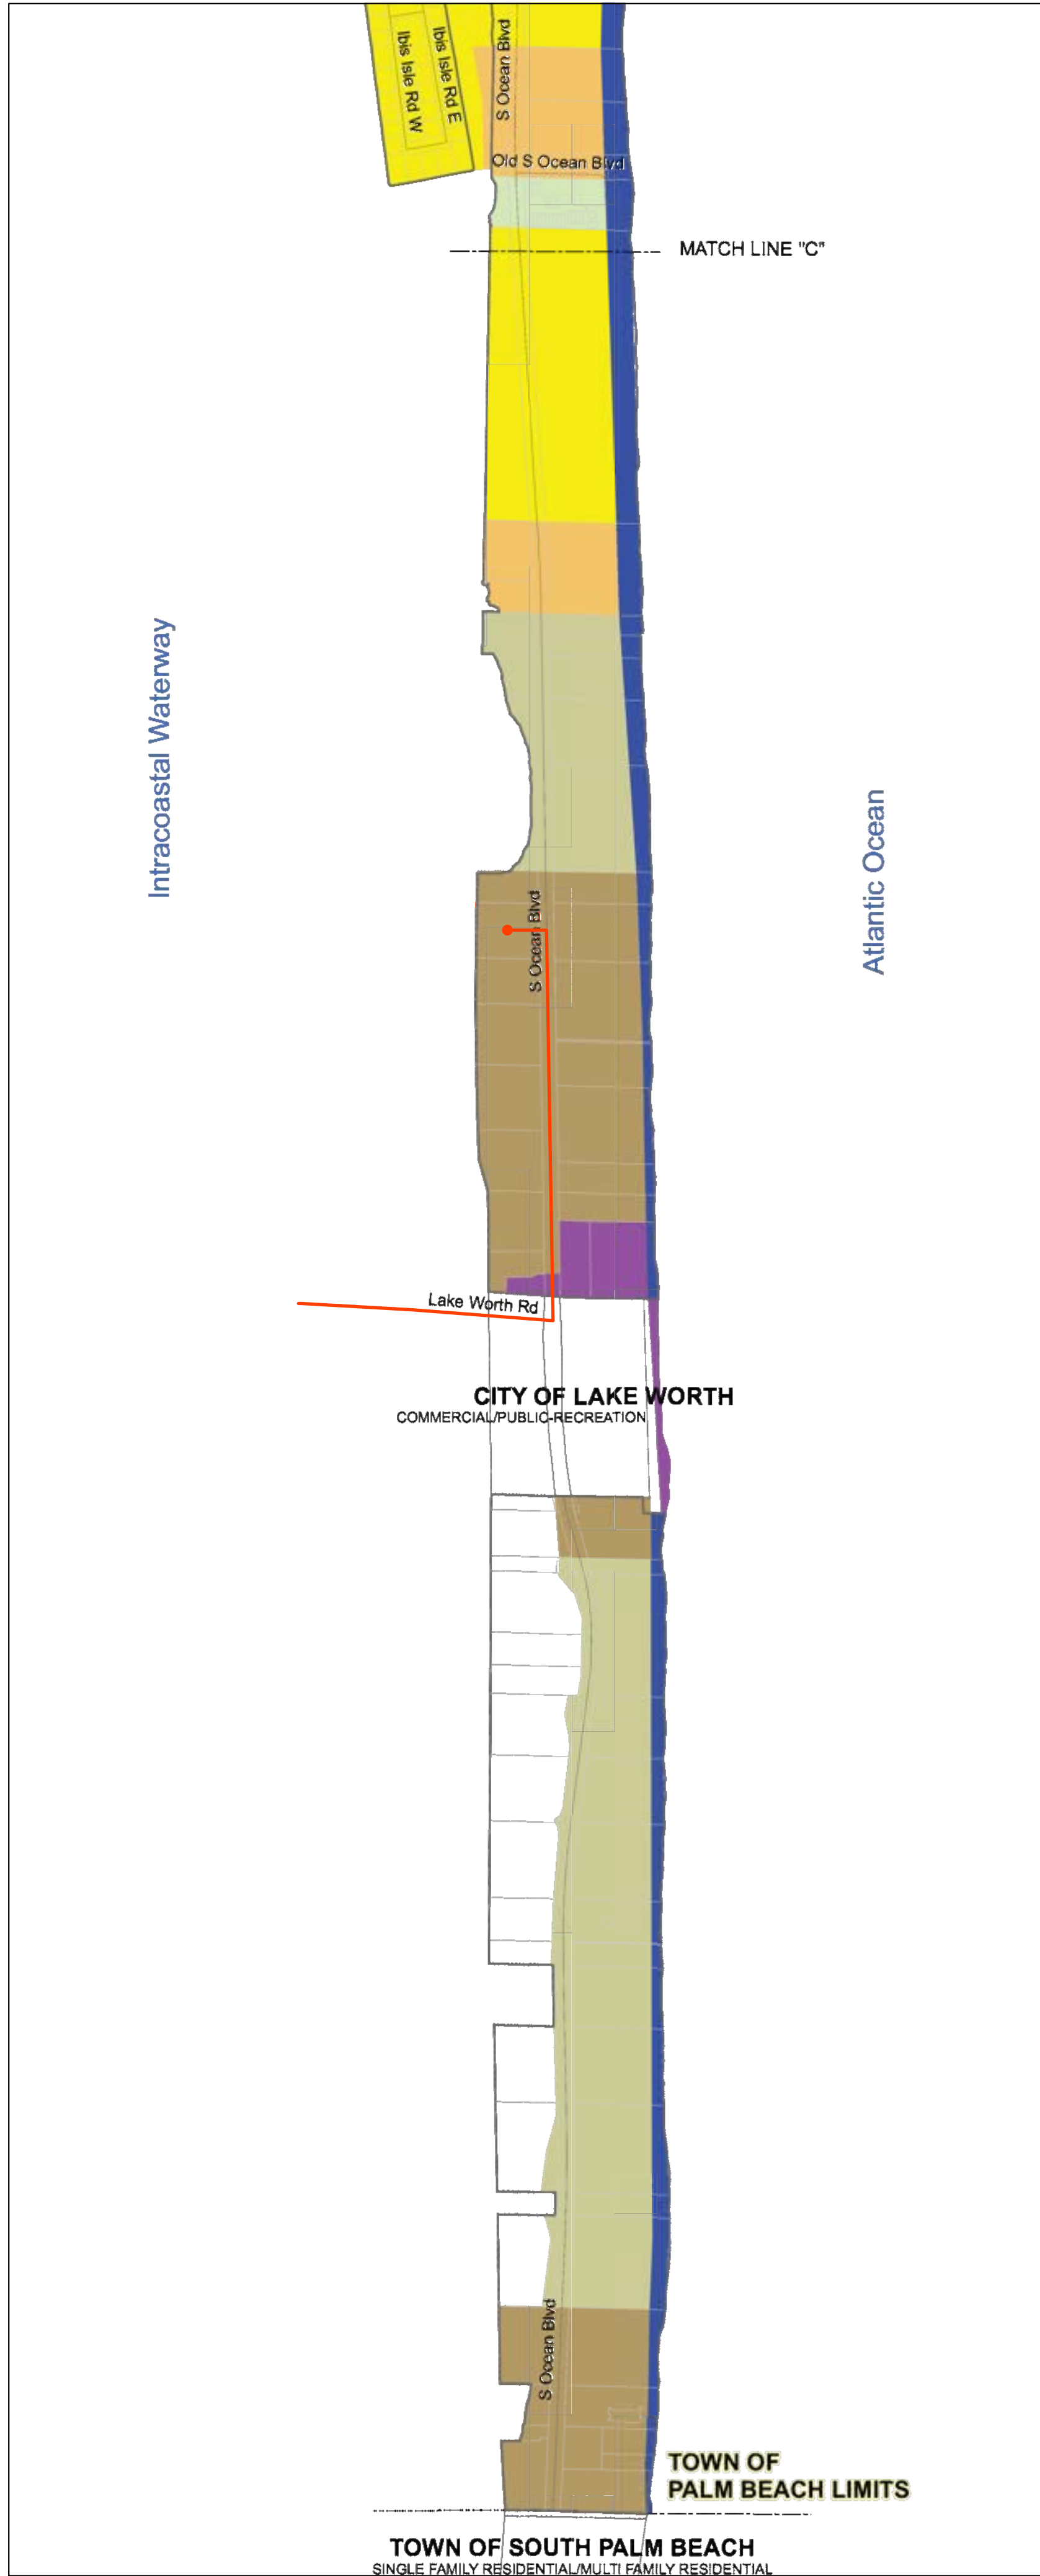 Ibis Isle Rd W
Ibis Isle Rd E
S Ocean Blvd
Old S Ocean Blvd
MATCH LINE "C"
Intracoastal Waterway
Atlantic Ocean
S Ocean Blvd
Lake Worth Rd
CITY OF LAKE WORTH
COMMERCIAL/PUBLIC-RECREATION
S Ocean Blvd
TOWN OF
PALM BEACH LIMITS
TOWN OF SOUTH PALM BEACH
SINGLE FAMILY RESIDENTIAL/MULTI FAMILY RESIDENTIAL